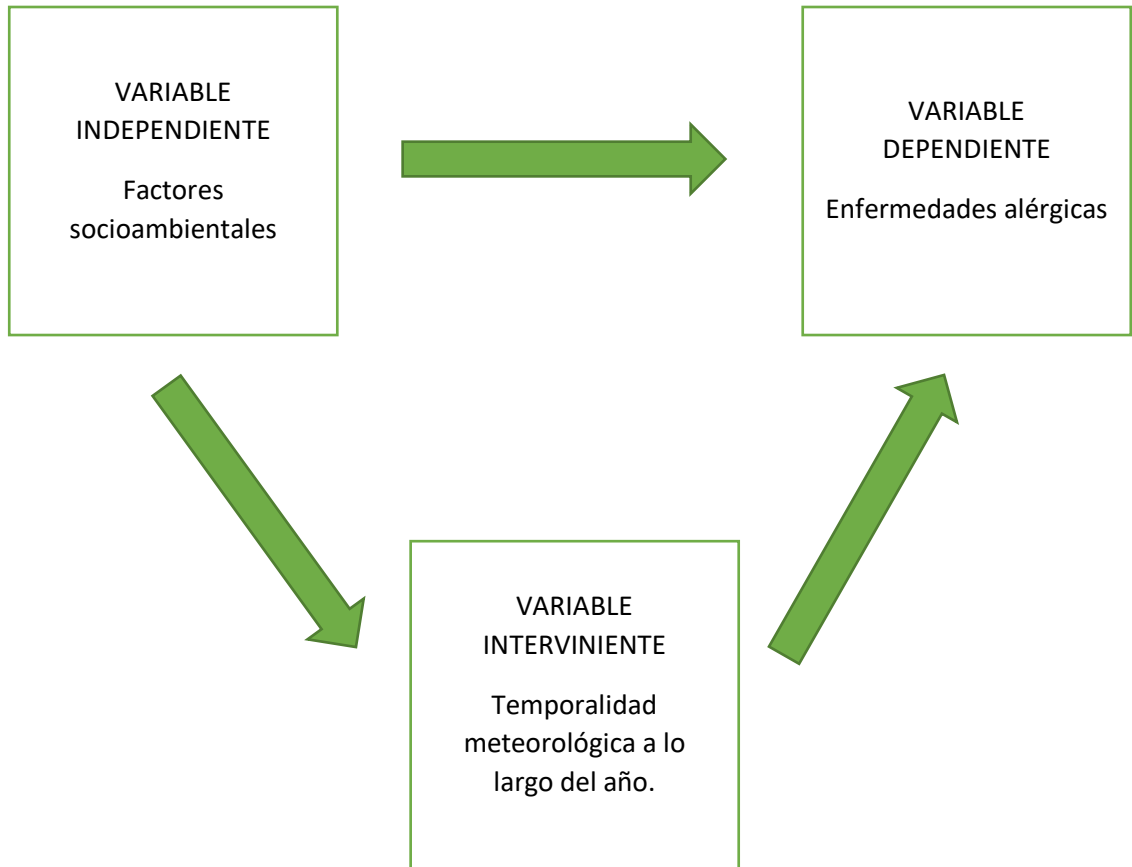 VARIABLE
INDEPENDIENTE
Factores
socioambientales
VARIABLE
DEPENDIENTE
Enfermedades alérgicas
VARIABLE
INTERVINIENTE
Temporalidad
meteorológica a lo
largo del año.